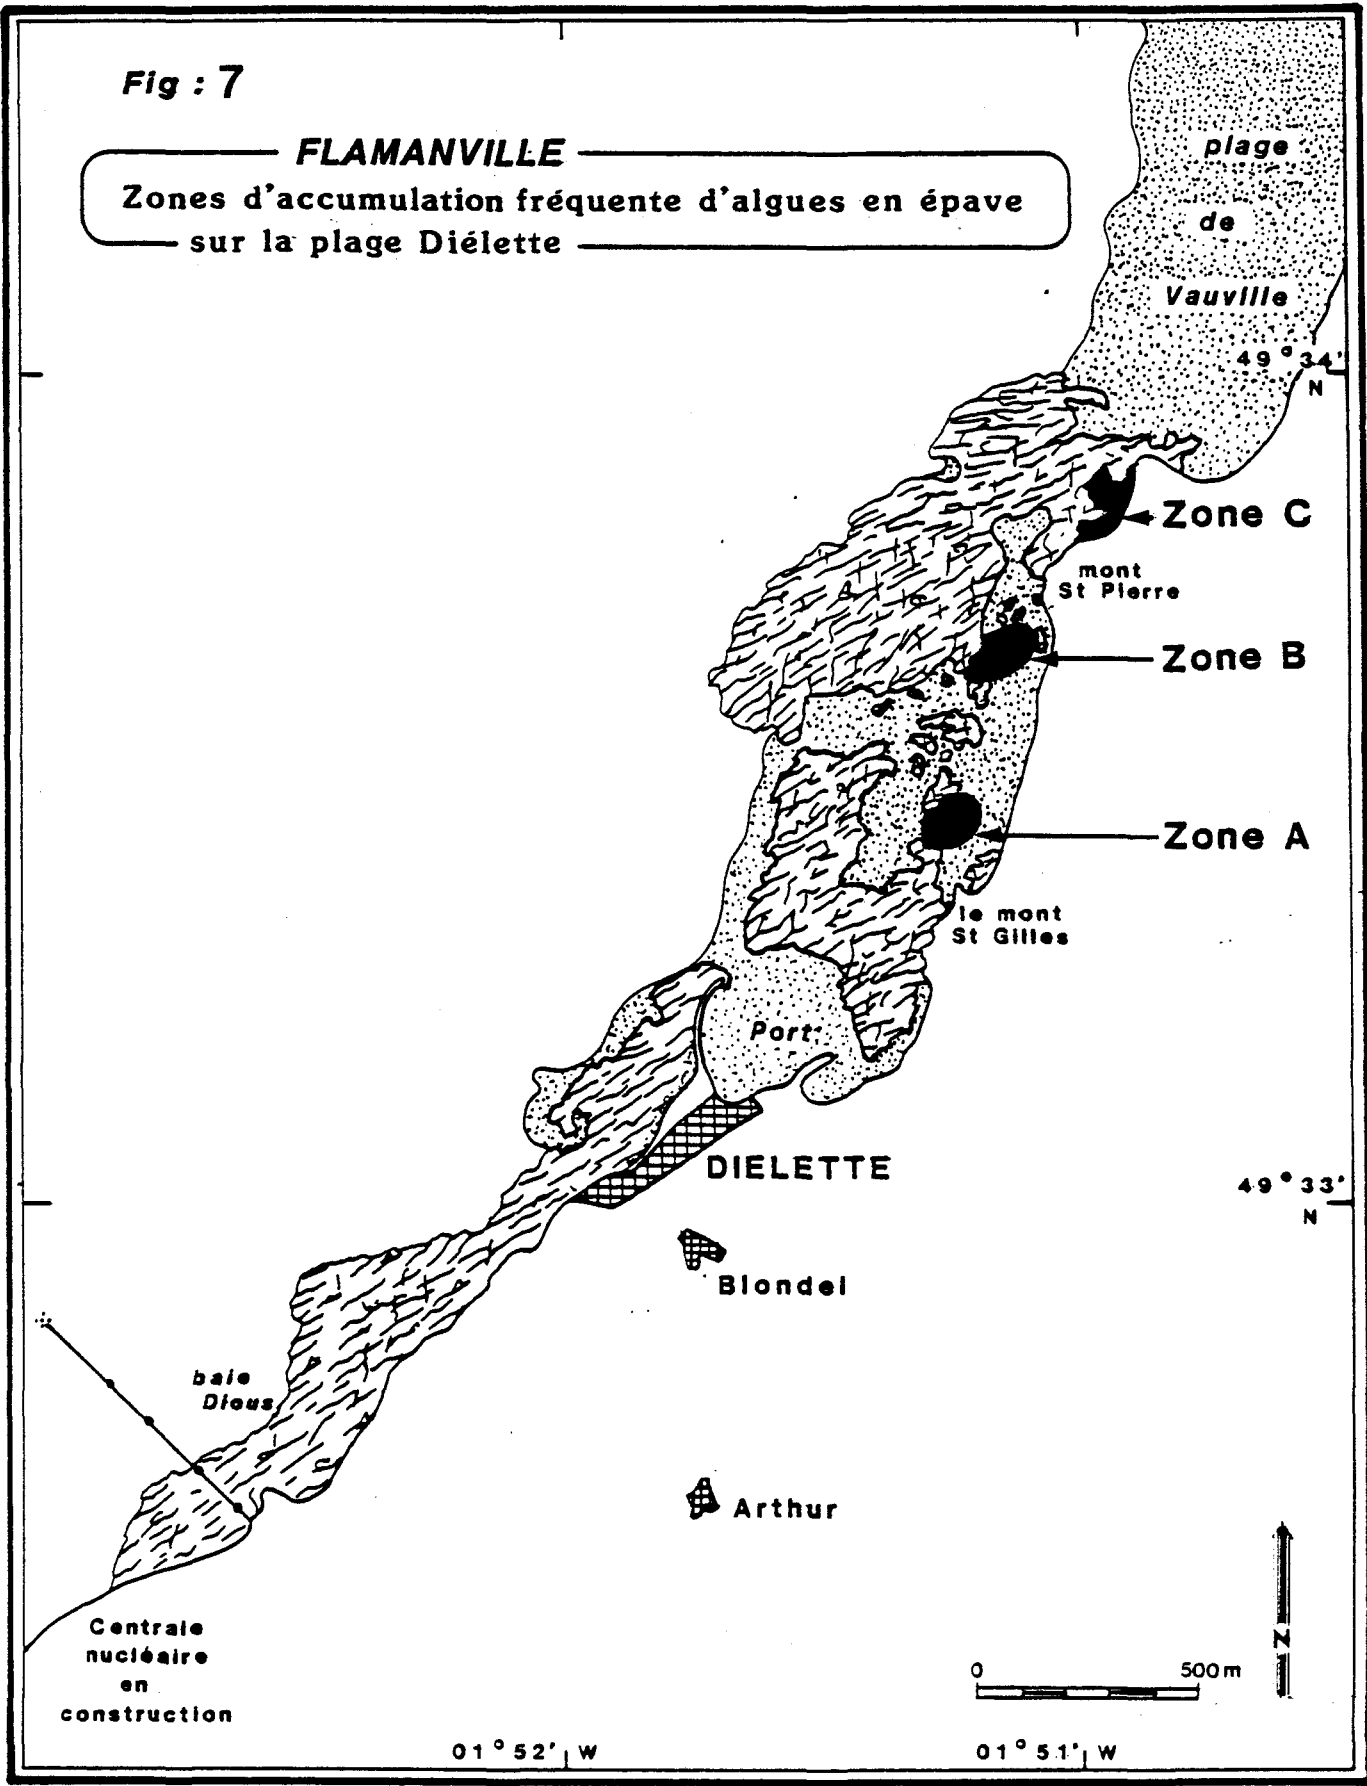 Fig : 7
FLAMANVILLE
Zones d'accumulation fréquente d'algues en épave
sur la plage Diélette
plage
de
Vauville
49° 34'
N
Zone C
mont
St Pierre
Zone B
Zone A
le mont
St Gilles
Port
DIELETTE
49° 33'
N
Blondel
baie
Dious
Arthur
Centrale
nucléaire
en
construction
N
0 500m
01° 52' W
01° 51' W